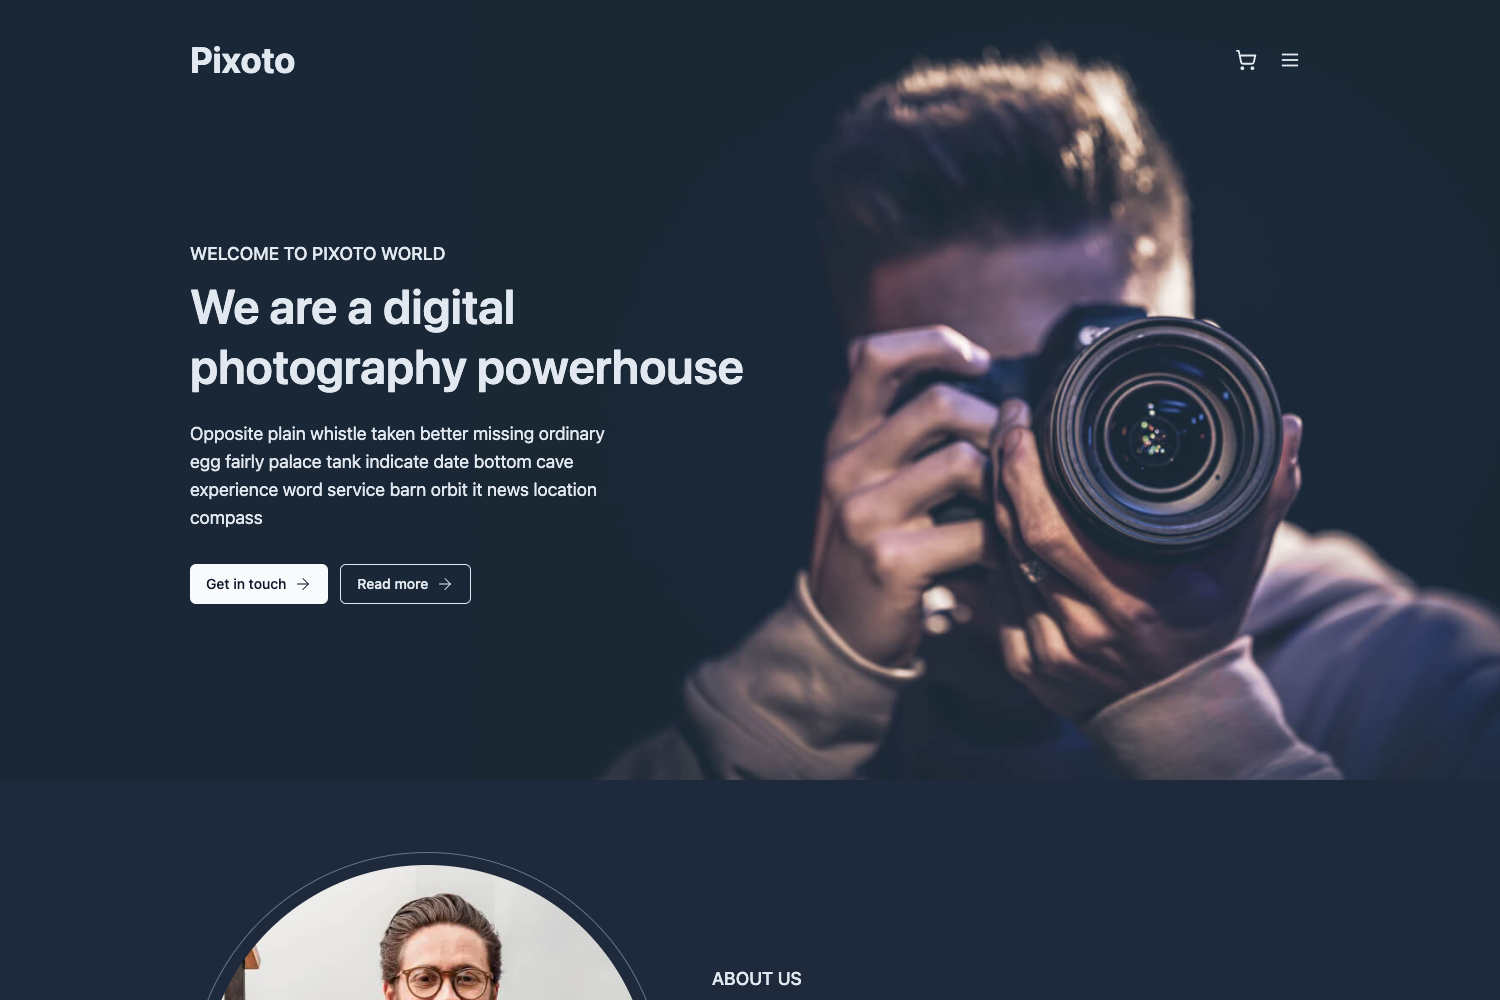 Pixoto
WELCOME TO PIXOTO WORLD
We are a digital
photography powerhouse
Opposite plain whistle taken better missing ordinary
egg fairly palace tank indicate date bottom cave
experience word service barn orbit it news location
compass
Get in touch
Read more
ABOUT US